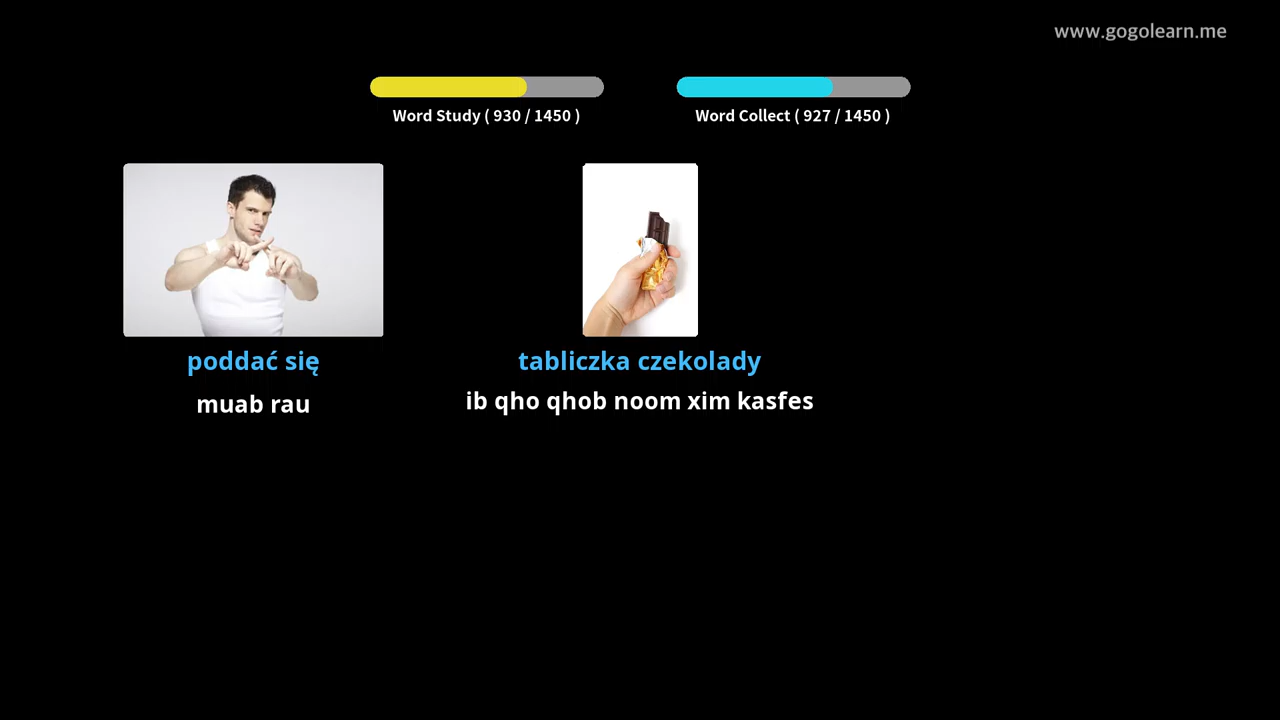 www.gogolearn.me
Word Study ( 930 / 1450 )
Word Collect ( 927 / 1450 )
poddać się
tabliczka czekolady
muab rau
ib qho qhob noom xim kasfes